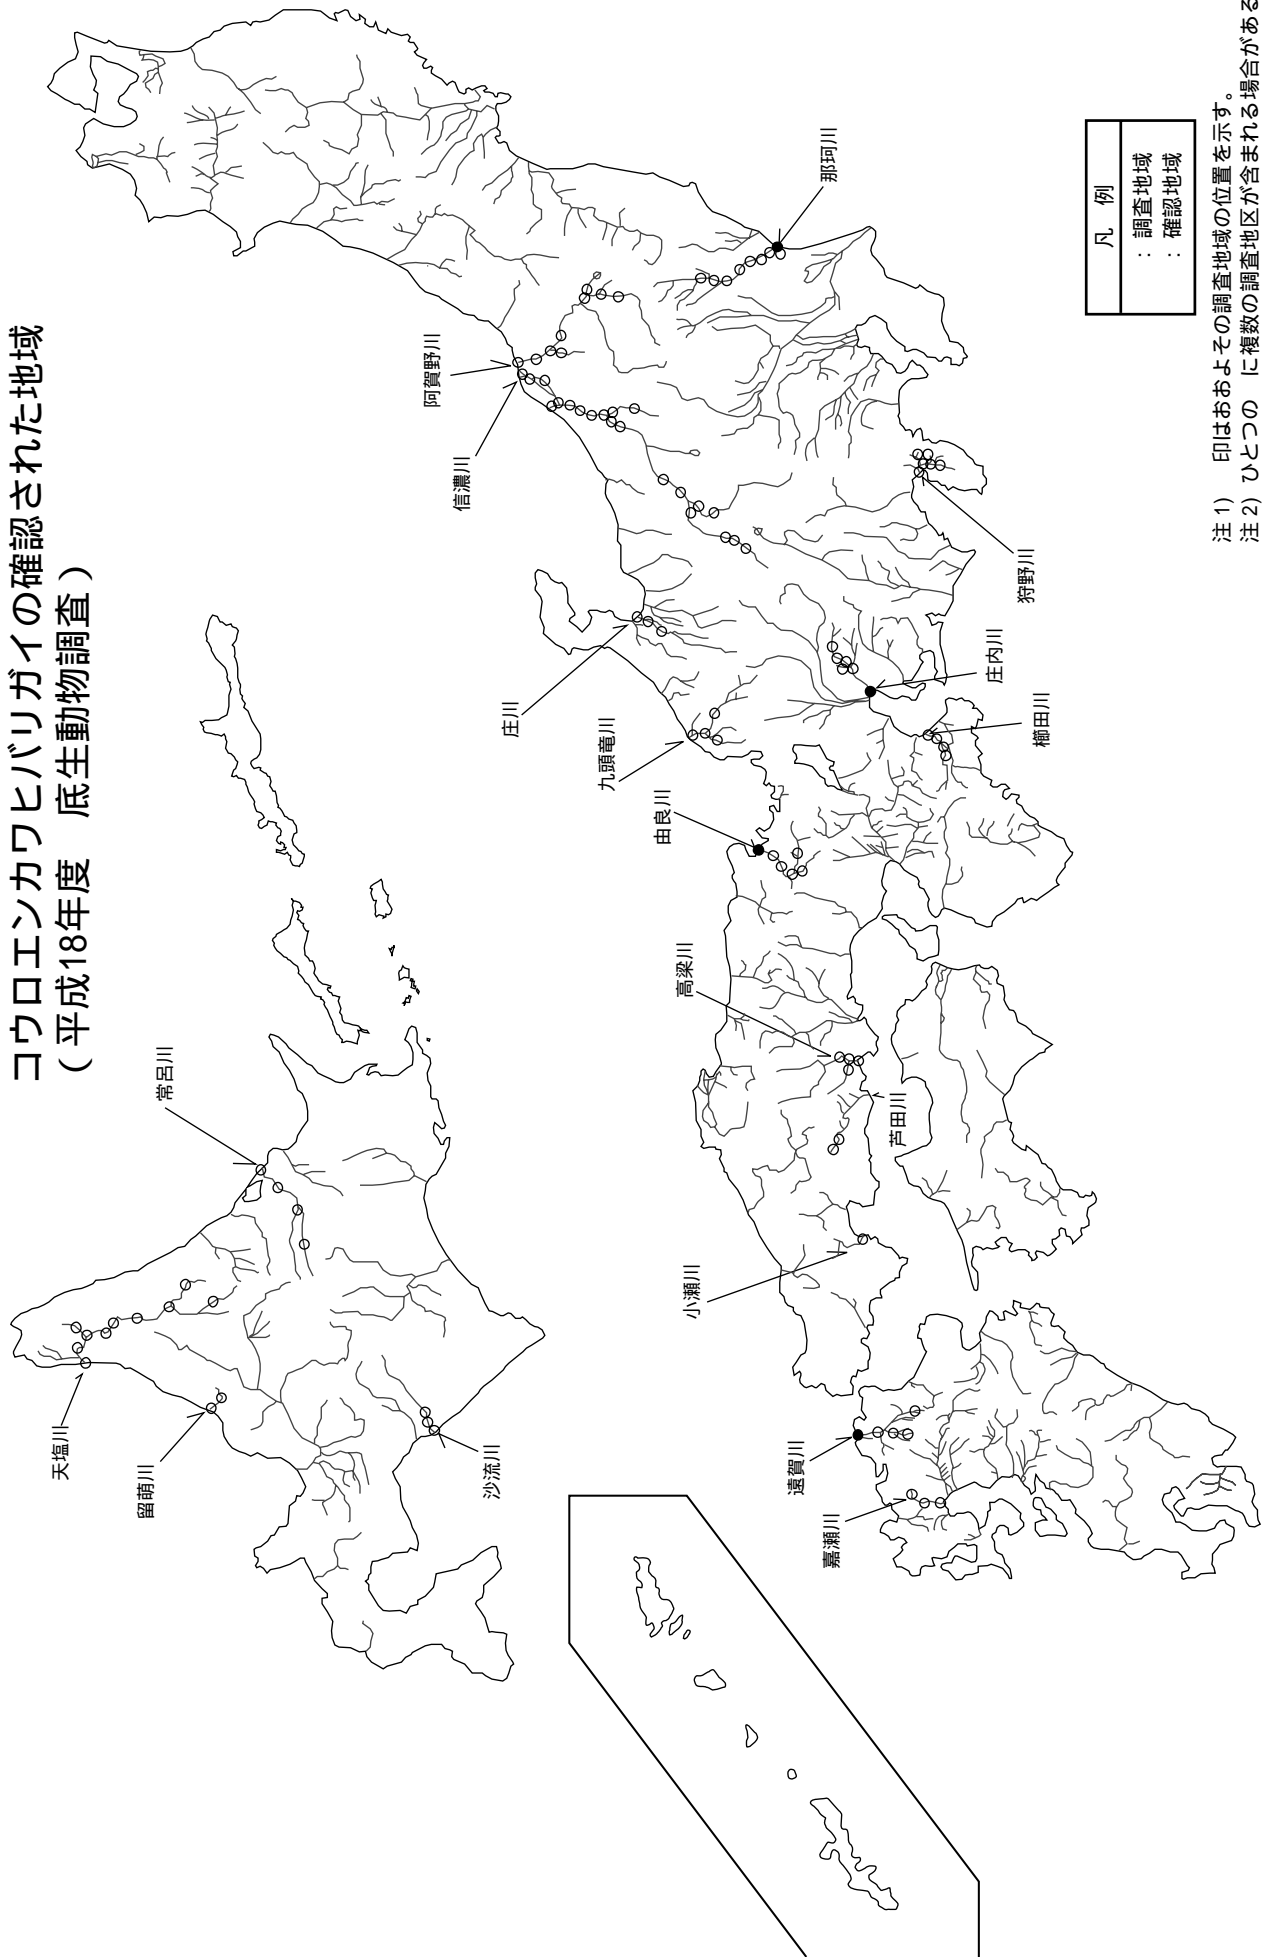 コウロエンカワヒバリガイの確認された地域
（平成18年度　底生動物調査）
常呂川
天塩川
留萌川
沙流川
阿賀野川
信濃川
那珂川
庄川
九頭竜川
由良川
高梁川
芦田川
小瀬川
遠賀川
嘉瀬川
狩野川
庄内川
櫛田川
凡　例
：調査地域
：確認地域
注1)　印はおおよその調査地域の位置を示す。
注2) ひとつの　に複数の調査地区が含まれる場合がある